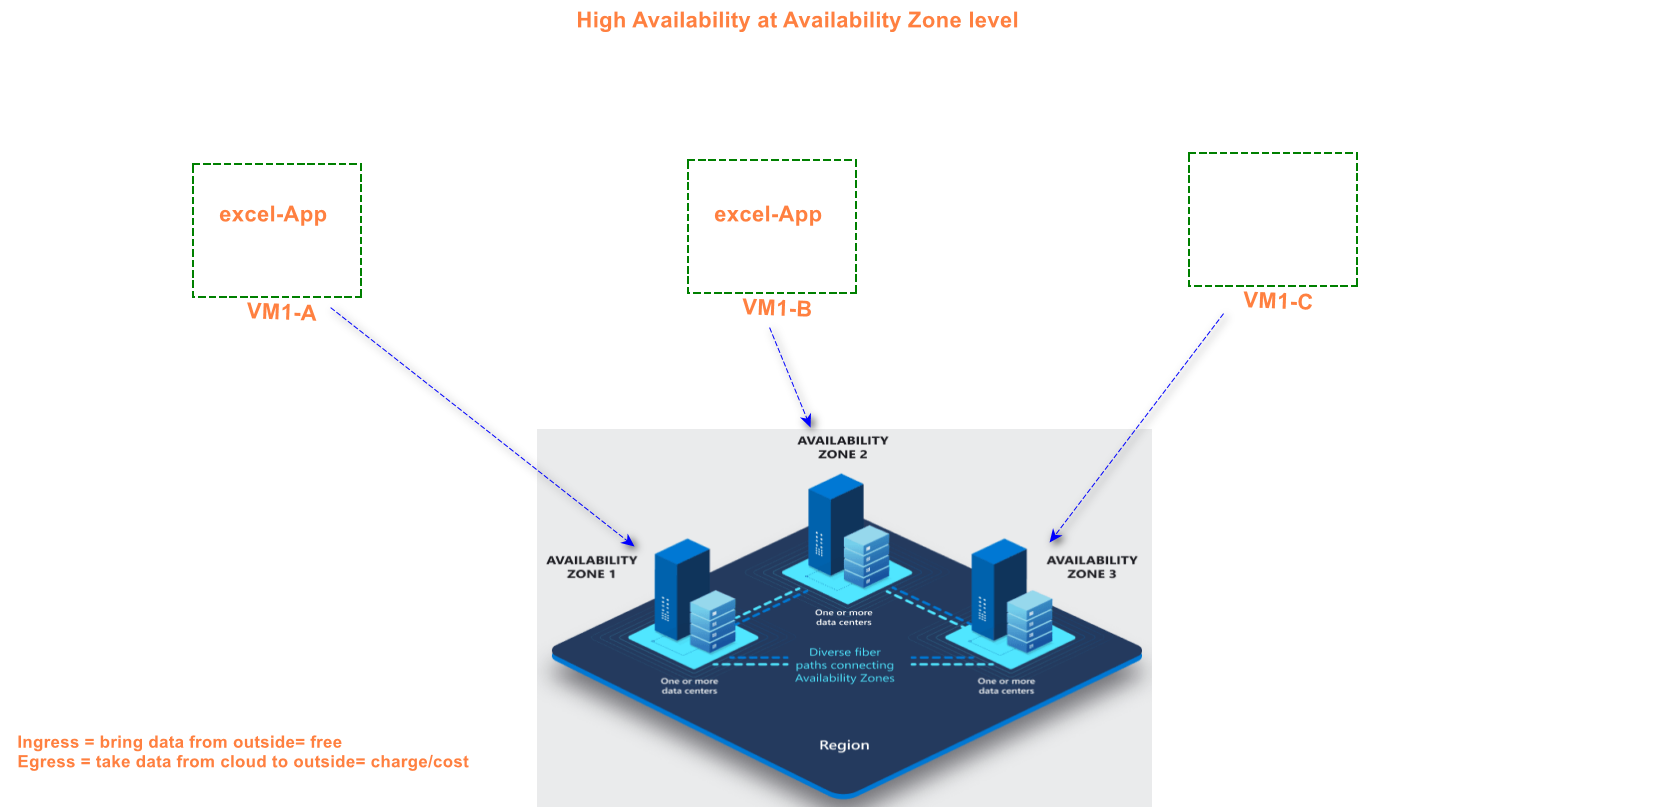 High Availability at Availability Zone level
excel-App
excel-App
VM1-A
VM1-B
VM1-C
AVAILABILITY
ZONE 2
AVAILABILITY
ZONE 1
AVAILABILITY
ZONE 3
One or more
data centers
Diverse fiber
paths connecting
Availability Zones
One or more
data centers
One or more
data centers
Region
Ingress = bring data from outside= free
Egress = take data from cloud to outside= charge/cost